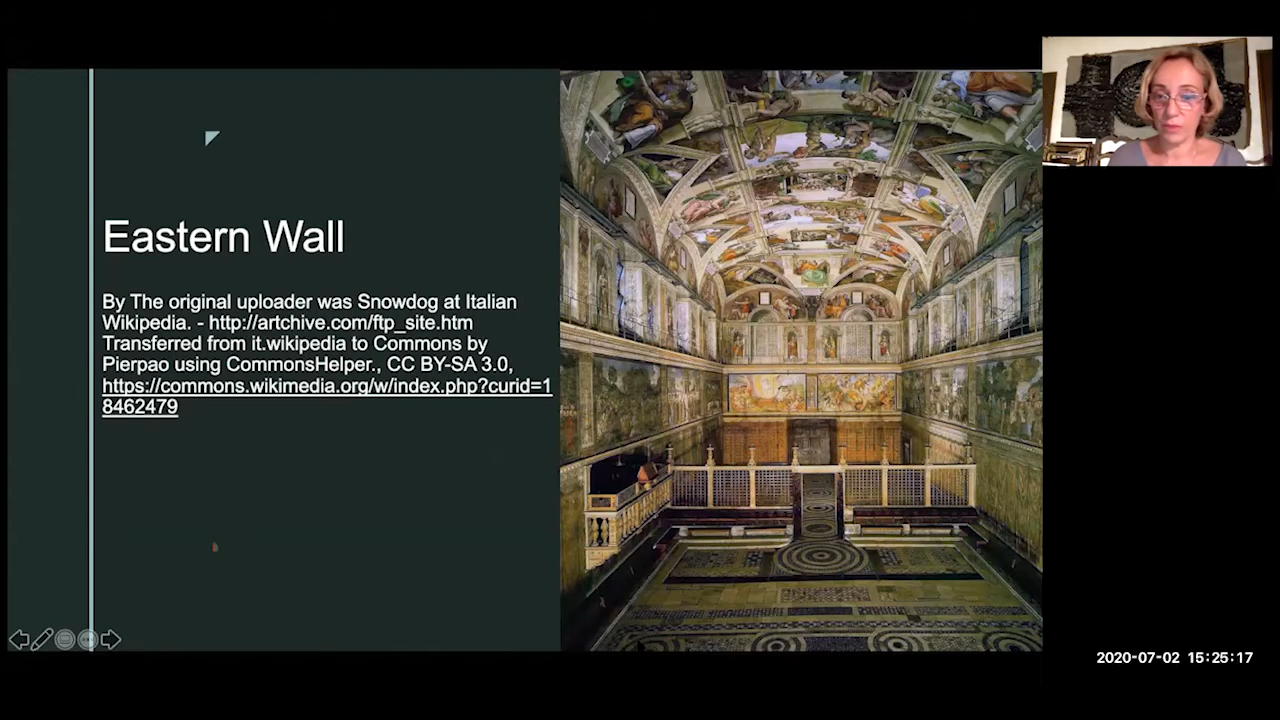 Eastern Wall
By The original uploader was Snowdog at Italian
Wikipedia. - http://artchive.com/ftp_site.htm
Transferred from it.wikipedia to Commons by
Pierpao using CommonsHelper., CC BY-SA 3.0,
https://commons.wikimedia.org/w/index.php?curid=1
8462479
2020-07-02 15:25:17